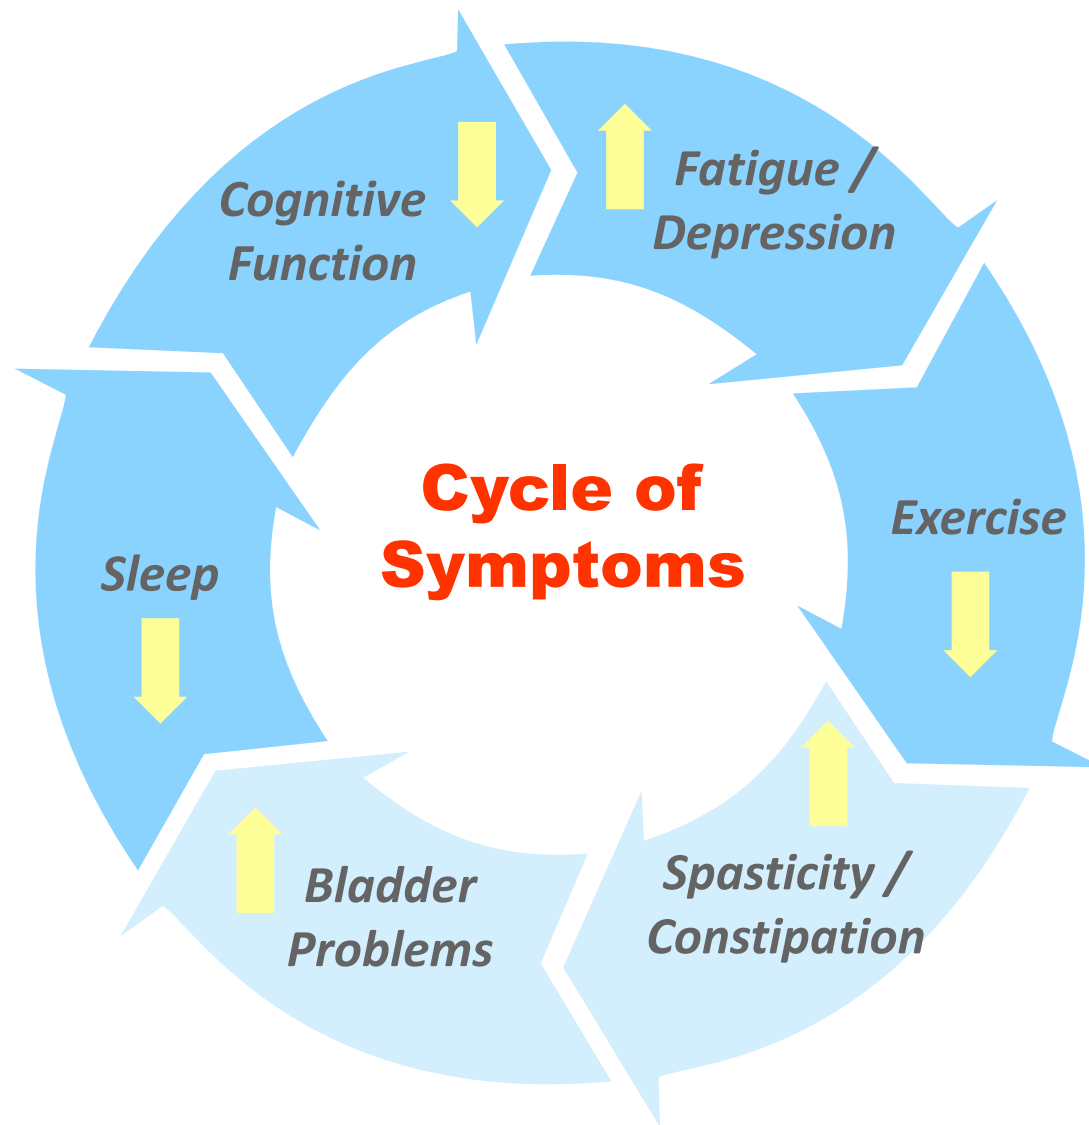 Cycle of
Symptoms
Fatigue /
Depression
Exercise
Spasticity /
Constipation
Bladder
Problems
Sleep
Cognitive
Function